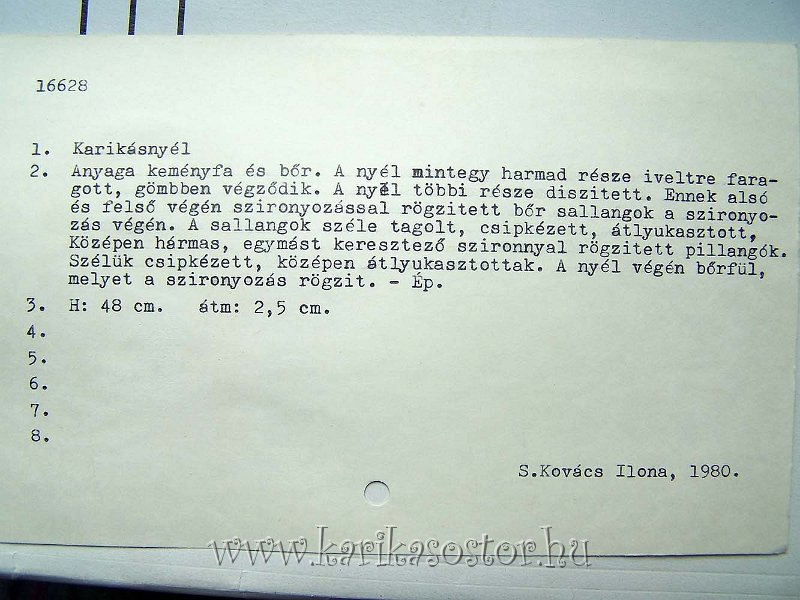 16628
1. Karikásnyél
2. Anyaga keményfa és bőr. A nyél mintegy harmad része iveltre fara-
gott, gömbben végződik. A nyél többi része diszitett. Ennek alsó
és felső végén szironyozással rögzitett bőr sallangok a szironyo-
zás végén. A sallangok széle tagolt, csipkézett, átlyukasztott,
Középen hármas, egymást keresztező szironnyal rögzitett pillangók.
Szélük csipkézett, középen átlyukasztottak. A nyél végén bőrfül,
melyet a szironyozás rögzit. - Ép.
3. H: 48 cm. átm: 2,5 cm.
4.
5.
6.
7.
8.
S.Kovács Ilona, 1980.
www.karikasostor.hu